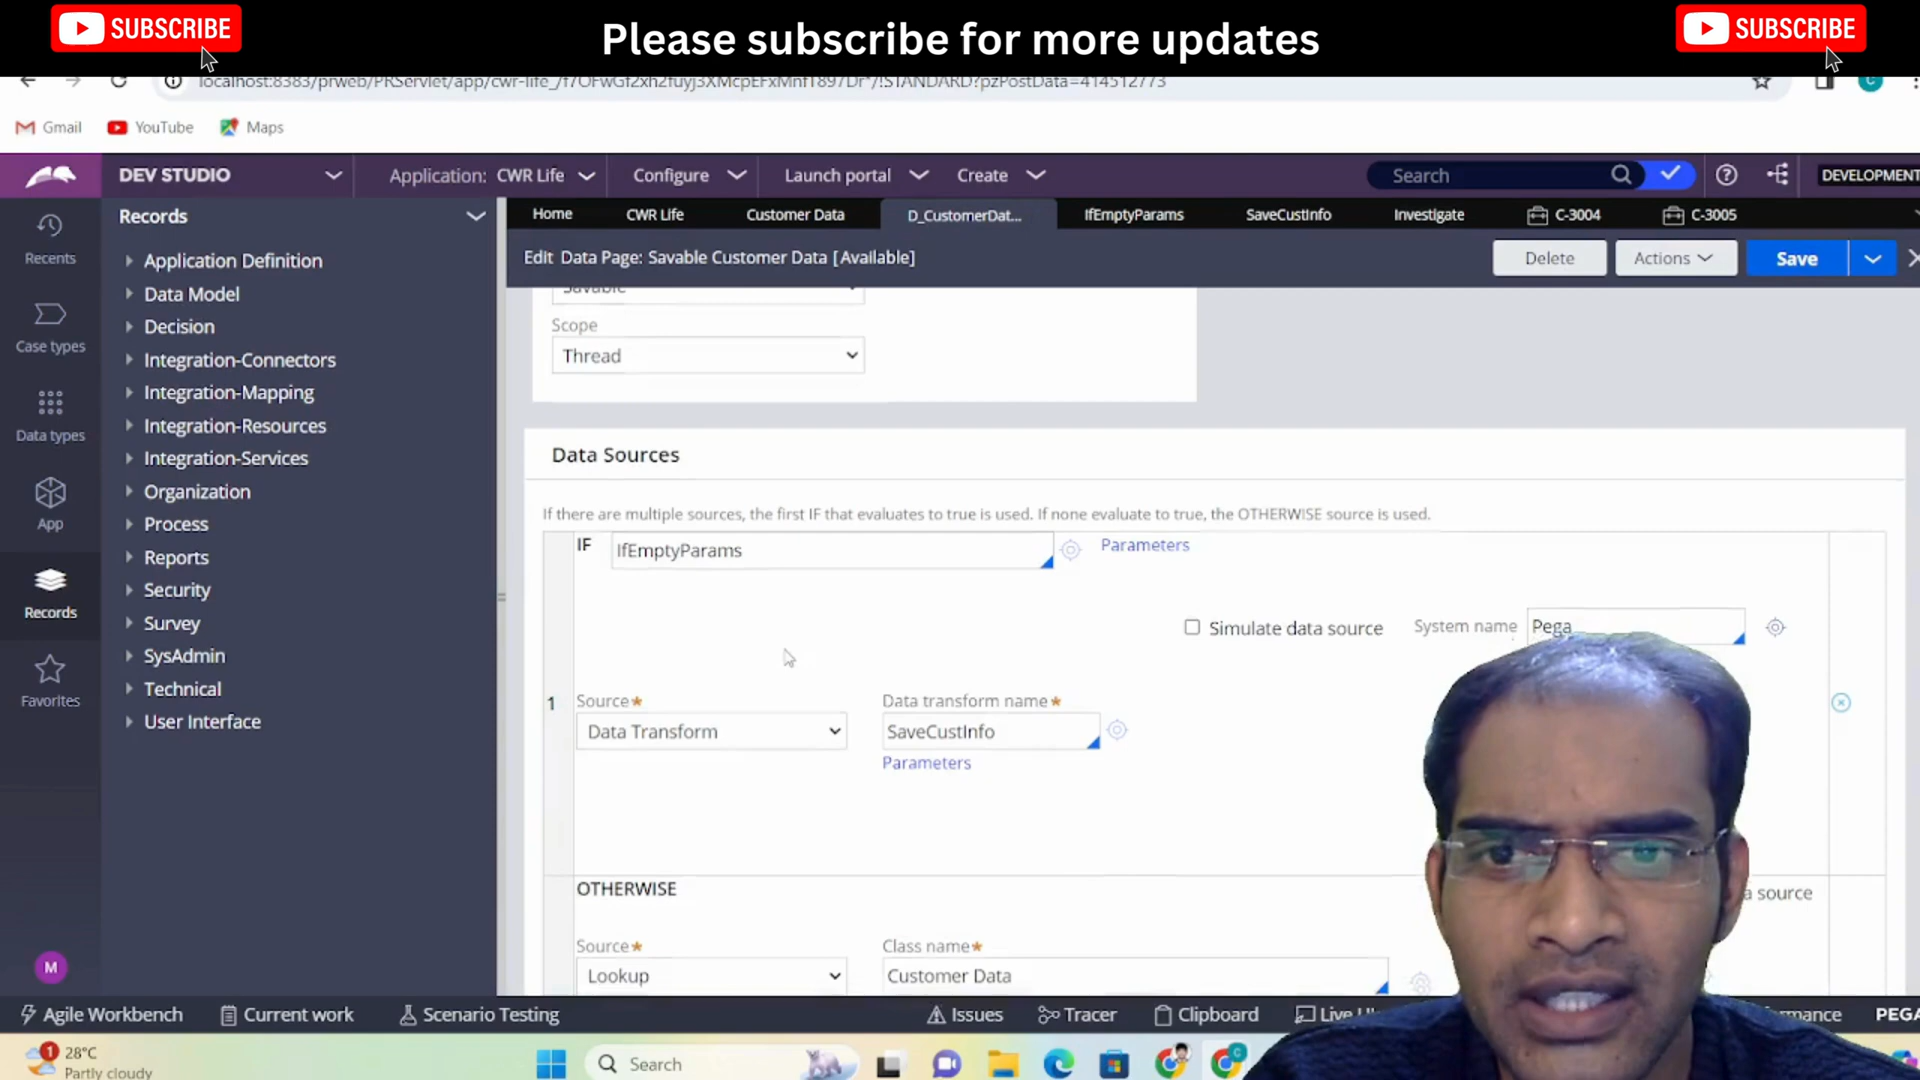 SUBSCRIBE
Please subscribe for more updates
SUBSCRIBE
Gmail
YouTube
Maps
DEV STUDIO
Application: CWR Life
Configure
Launch portal
Create
Search
DEVELOPMENT
Recents
Case types
Data types
App
Records
Favorites
M
Records
Application Definition
Data Model
Decision
Integration-Connectors
Integration-Mapping
Integration-Resources
Integration-Services
Organization
Process
Reports
Security
Survey
SysAdmin
Technical
User Interface
Home
CWR Life
Customer Data
D_CustomerDat...
IfEmptyParams
SaveCustInfo
Investigate
C-3004
C-3005
Edit Data Page: Savable Customer Data [Available]
Delete
Actions
Save
Savable
Scope
Thread
Data Sources
If there are multiple sources, the first IF that evaluates to true is used. If none evaluate to true, the OTHERWISE source is used.
IF
IfEmptyParams
Parameters
Simulate data source
System name
Pega
1
Source★
Data Transform
Data transform name★
SaveCustInfo
Parameters
OTHERWISE
source
Source★
Lookup
Class name★
Customer Data
Agile Workbench
Current work
Scenario Testing
Issues
Tracer
Clipboard
Live
PEGA
1
28°C
Partly cloudy
Search
C